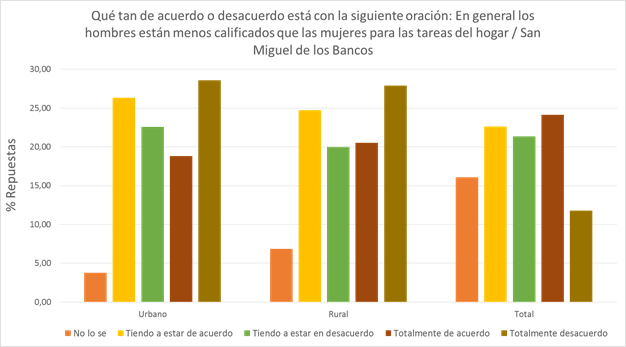 Qué tan de acuerdo o desacuerdo está con la siguiente oración: En general los
hombres están menos calificados que las mujeres para las tareas del hogar / San
Miguel de los Bancos
% Repuestas
30,00
25,00
20,00
15,00
10,00
5,00
0,00
Urbano Rural Total
No lo se Tiendo a estar de acuerdo Tiendo a estar en desacuerdo Totalmente de acuerdo Totalmente desacuerdo